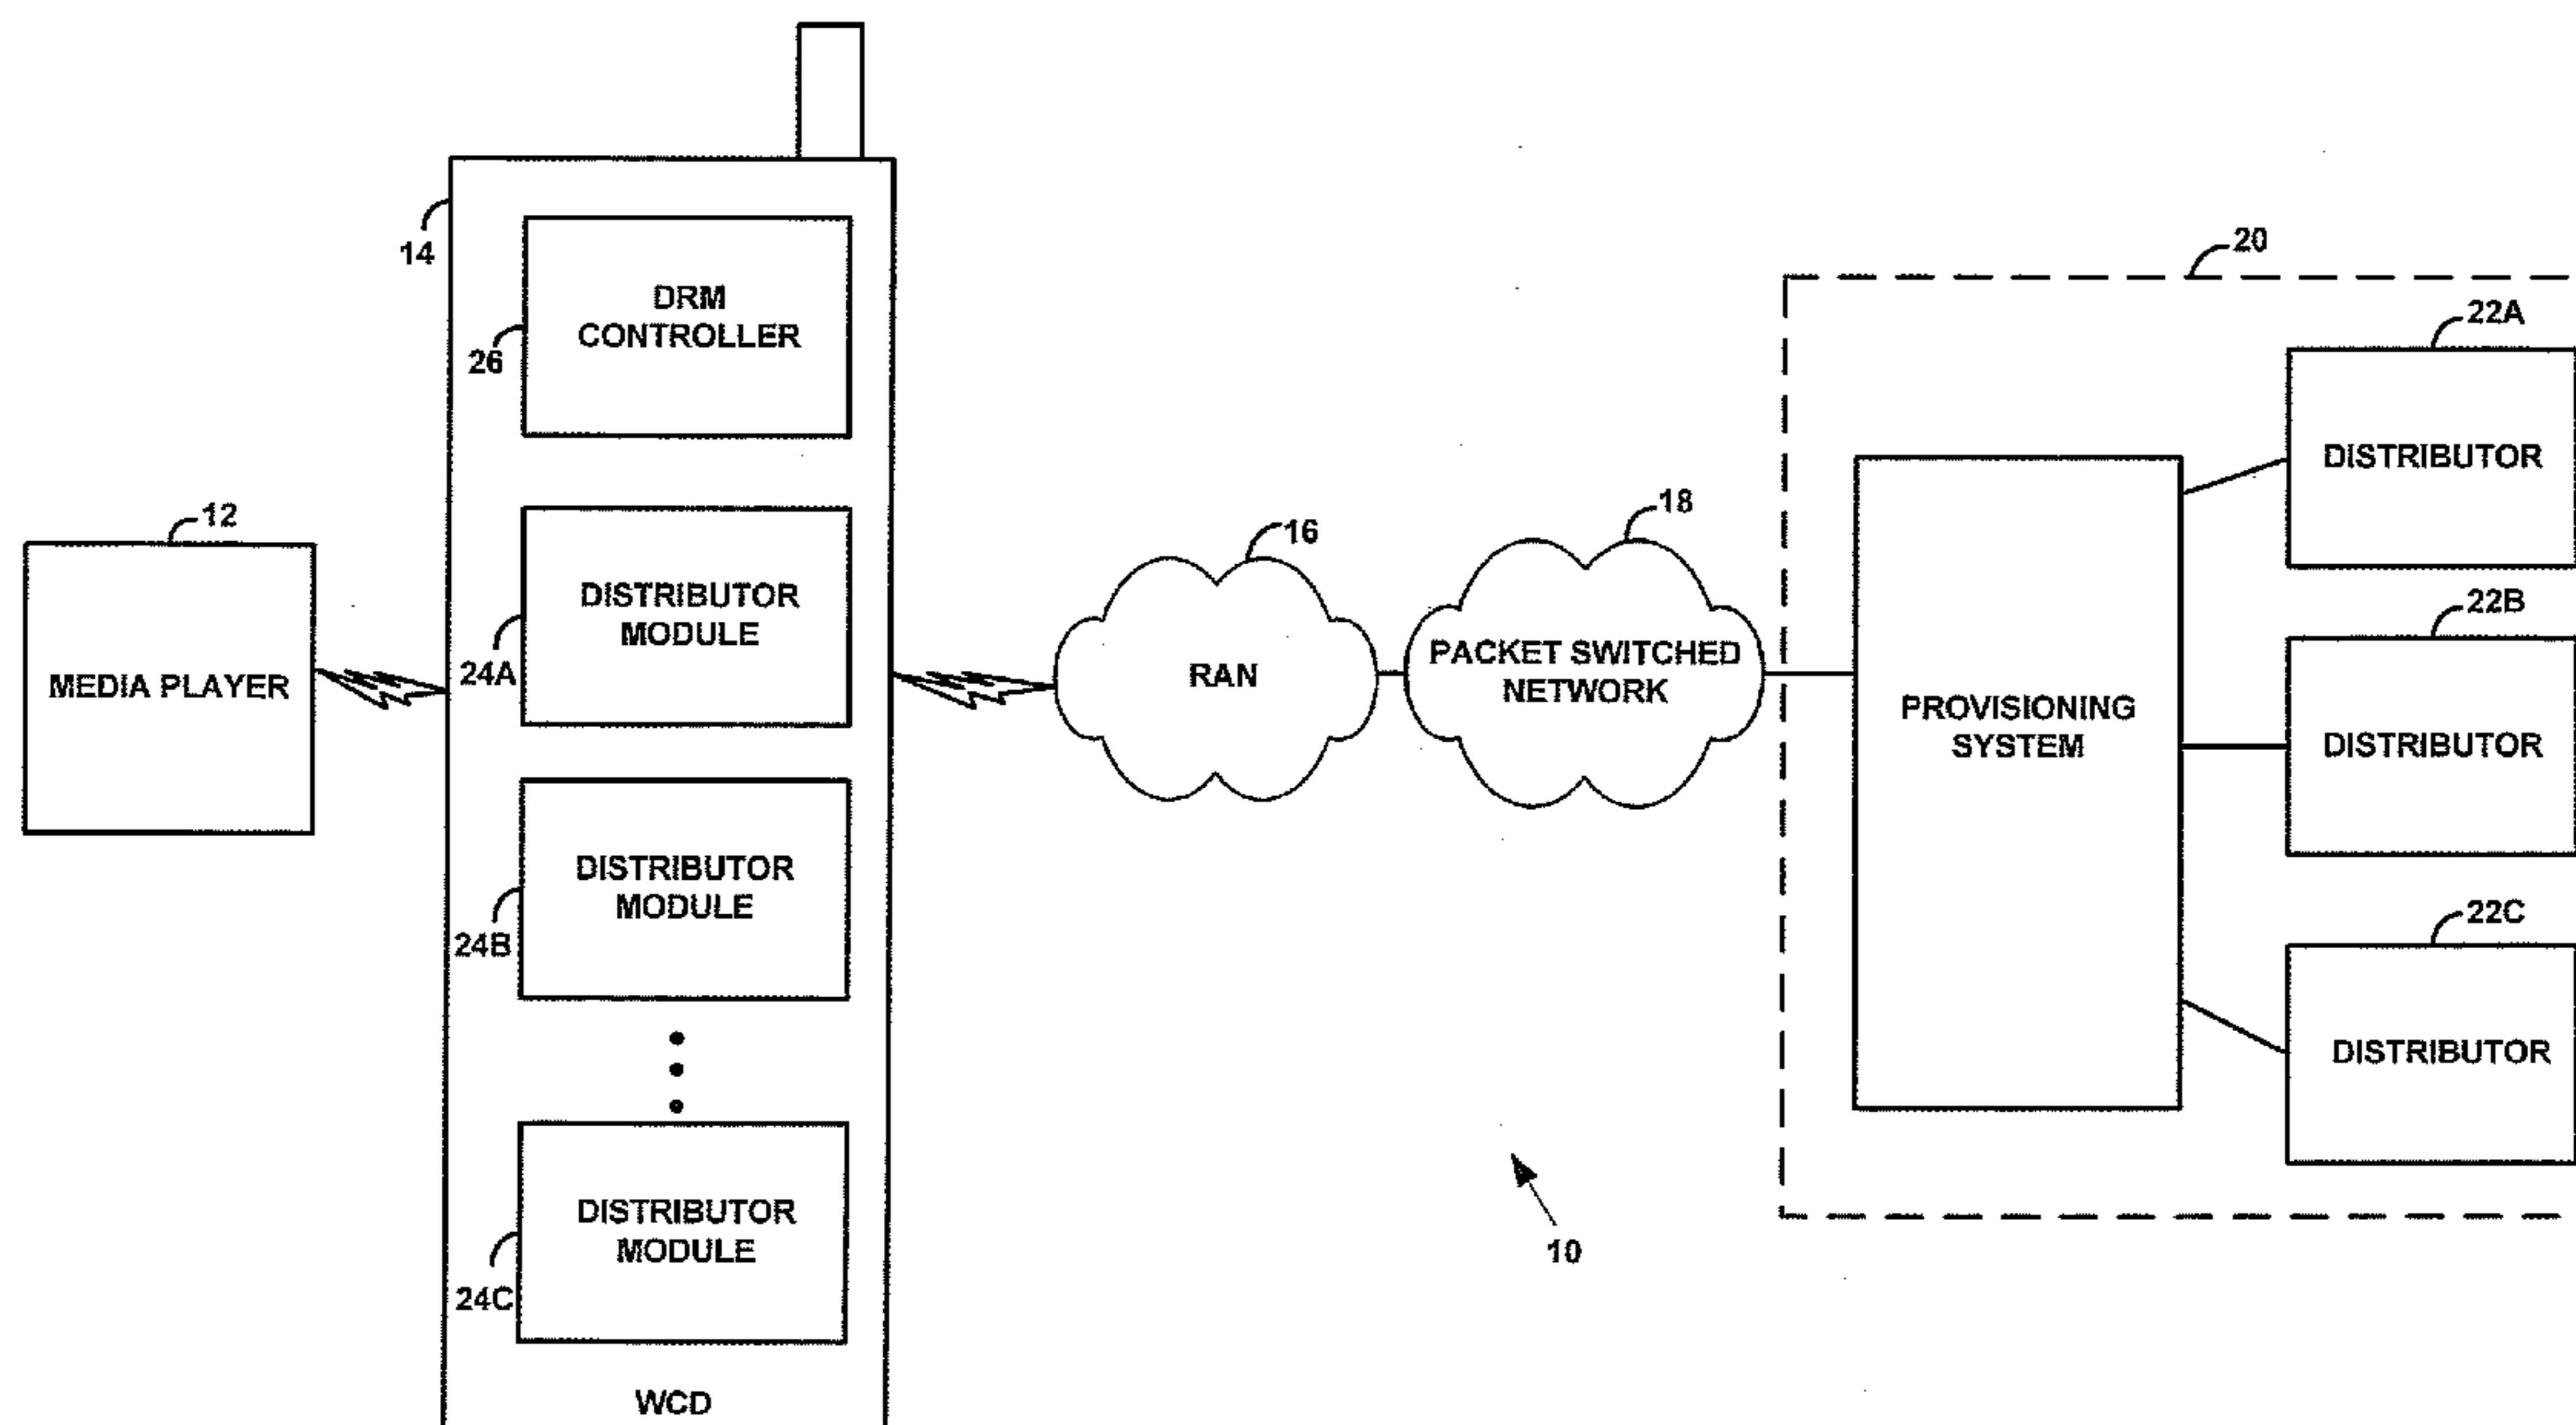 14
DRM
CONTROLLER
26
12
MEDIA PLAYER
DISTRIBUTOR
MODULE
24A
DISTRIBUTOR
MODULE
24B
DISTRIBUTOR
MODULE
24C
WCD
16
RAN
18
PACKET SWITCHED
NETWORK
10
20
PROVISIONING
SYSTEM
22A
DISTRIBUTOR
22B
DISTRIBUTOR
22C
DISTRIBUTOR